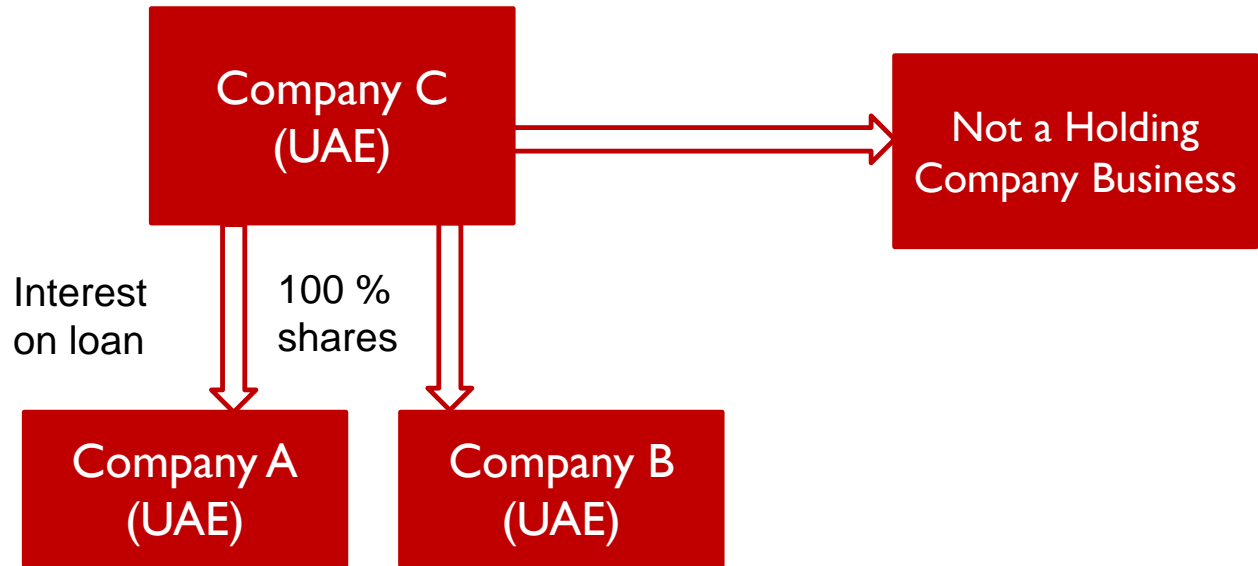 Company C
(UAE)
Not a Holding
Company Business
Interest
on loan
100 %
shares
Company A
(UAE)
Company B
(UAE)